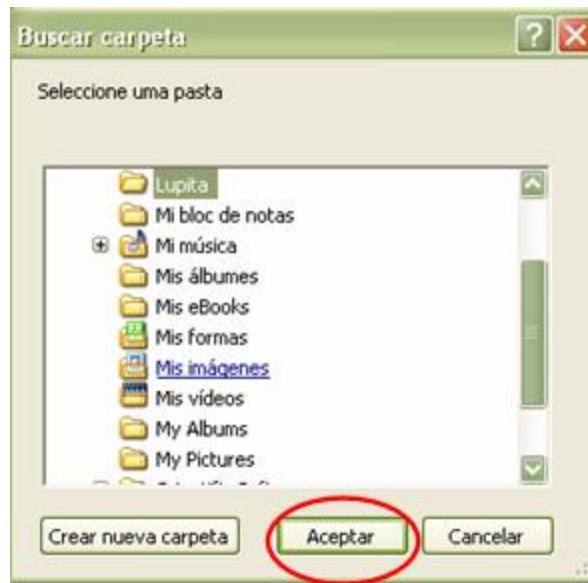 Buscar carpeta
Seleccione uma pasta
Lupita
Mi bloc de notas
Mi música
Mis álbumes
Mis eBooks
Mis formas
Mis imágenes
Mis vídeos
My Albums
My Pictures
Crear nueva carpeta Aceptar Cancelar